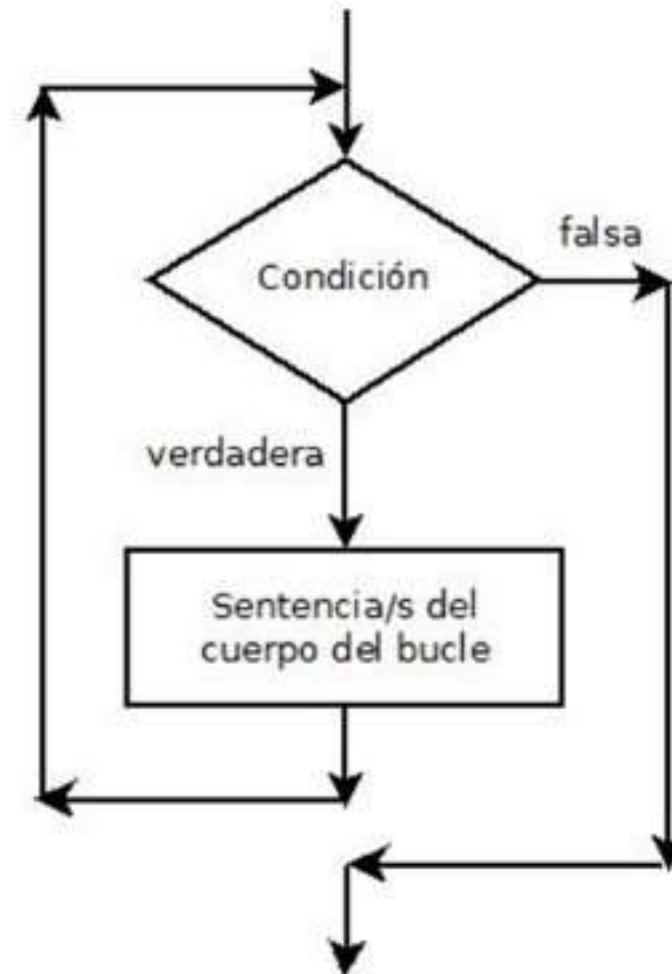 falsa
Condición
verdadera
Sentencia/s del
cuerpo del bucle